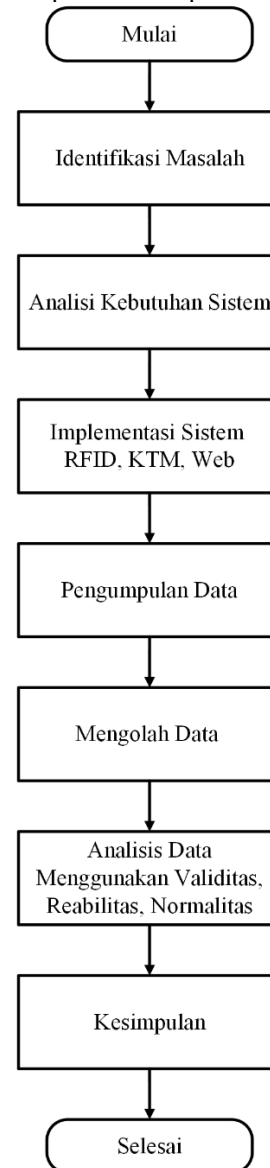 Mulai
Identifikasi Masalah
Analisi Kebutuhan Sistem
Implementasi Sistem
RFID, KTM, Web
Pengumpulan Data
Mengolah Data
Analisis Data
Menggunakan Validitas,
Reabilitas, Normalitas
Kesimpulan
Selesai